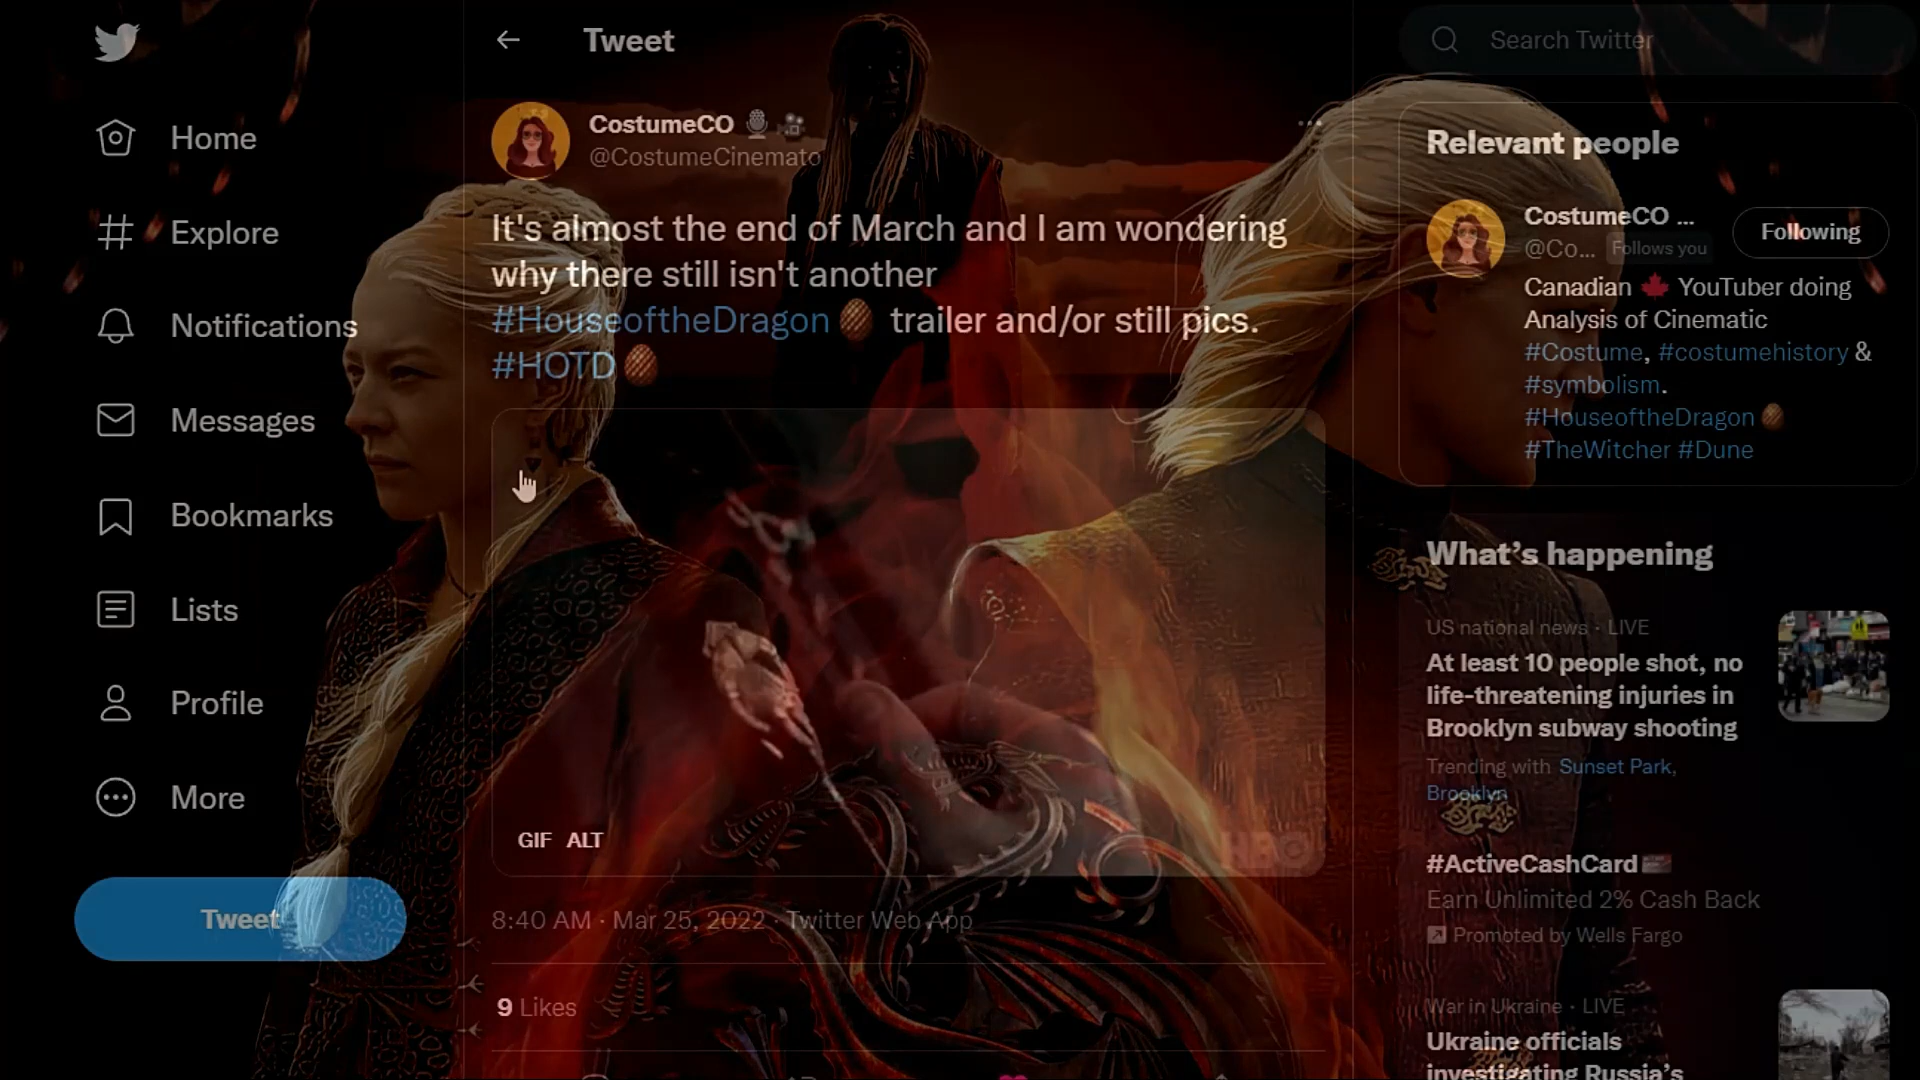 Tweet
Search Twitter
Home
Explore
Notifications
Messages
Bookmarks
Lists
Profile
More
Tweet
CostumeCO
@CostumeCinemato
It's almost the end of March and I am wondering
why there still isn't another
#HouseoftheDragon trailer and/or still pics.
#HOTD
GIF ALT
HBO
8:40 AM · Mar 25, 2022 · Twitter Web App
9 Likes
Relevant people
CostumeCO ...
@Co... Follows you
Following
Canadian YouTuber doing
Analysis of Cinematic
#Costume, #costumehistory &
#symbolism.
#HouseoftheDragon
#TheWitcher #Dune
What's happening
US national news · LIVE
At least 10 people shot, no
life-threatening injuries in
Brooklyn subway shooting
Trending with Sunset Park,
Brooklyn
#ActiveCashCard
Earn Unlimited 2% Cash Back
Promoted by Wells Fargo
War in Ukraine · LIVE
Ukraine officials
investigating Russia's